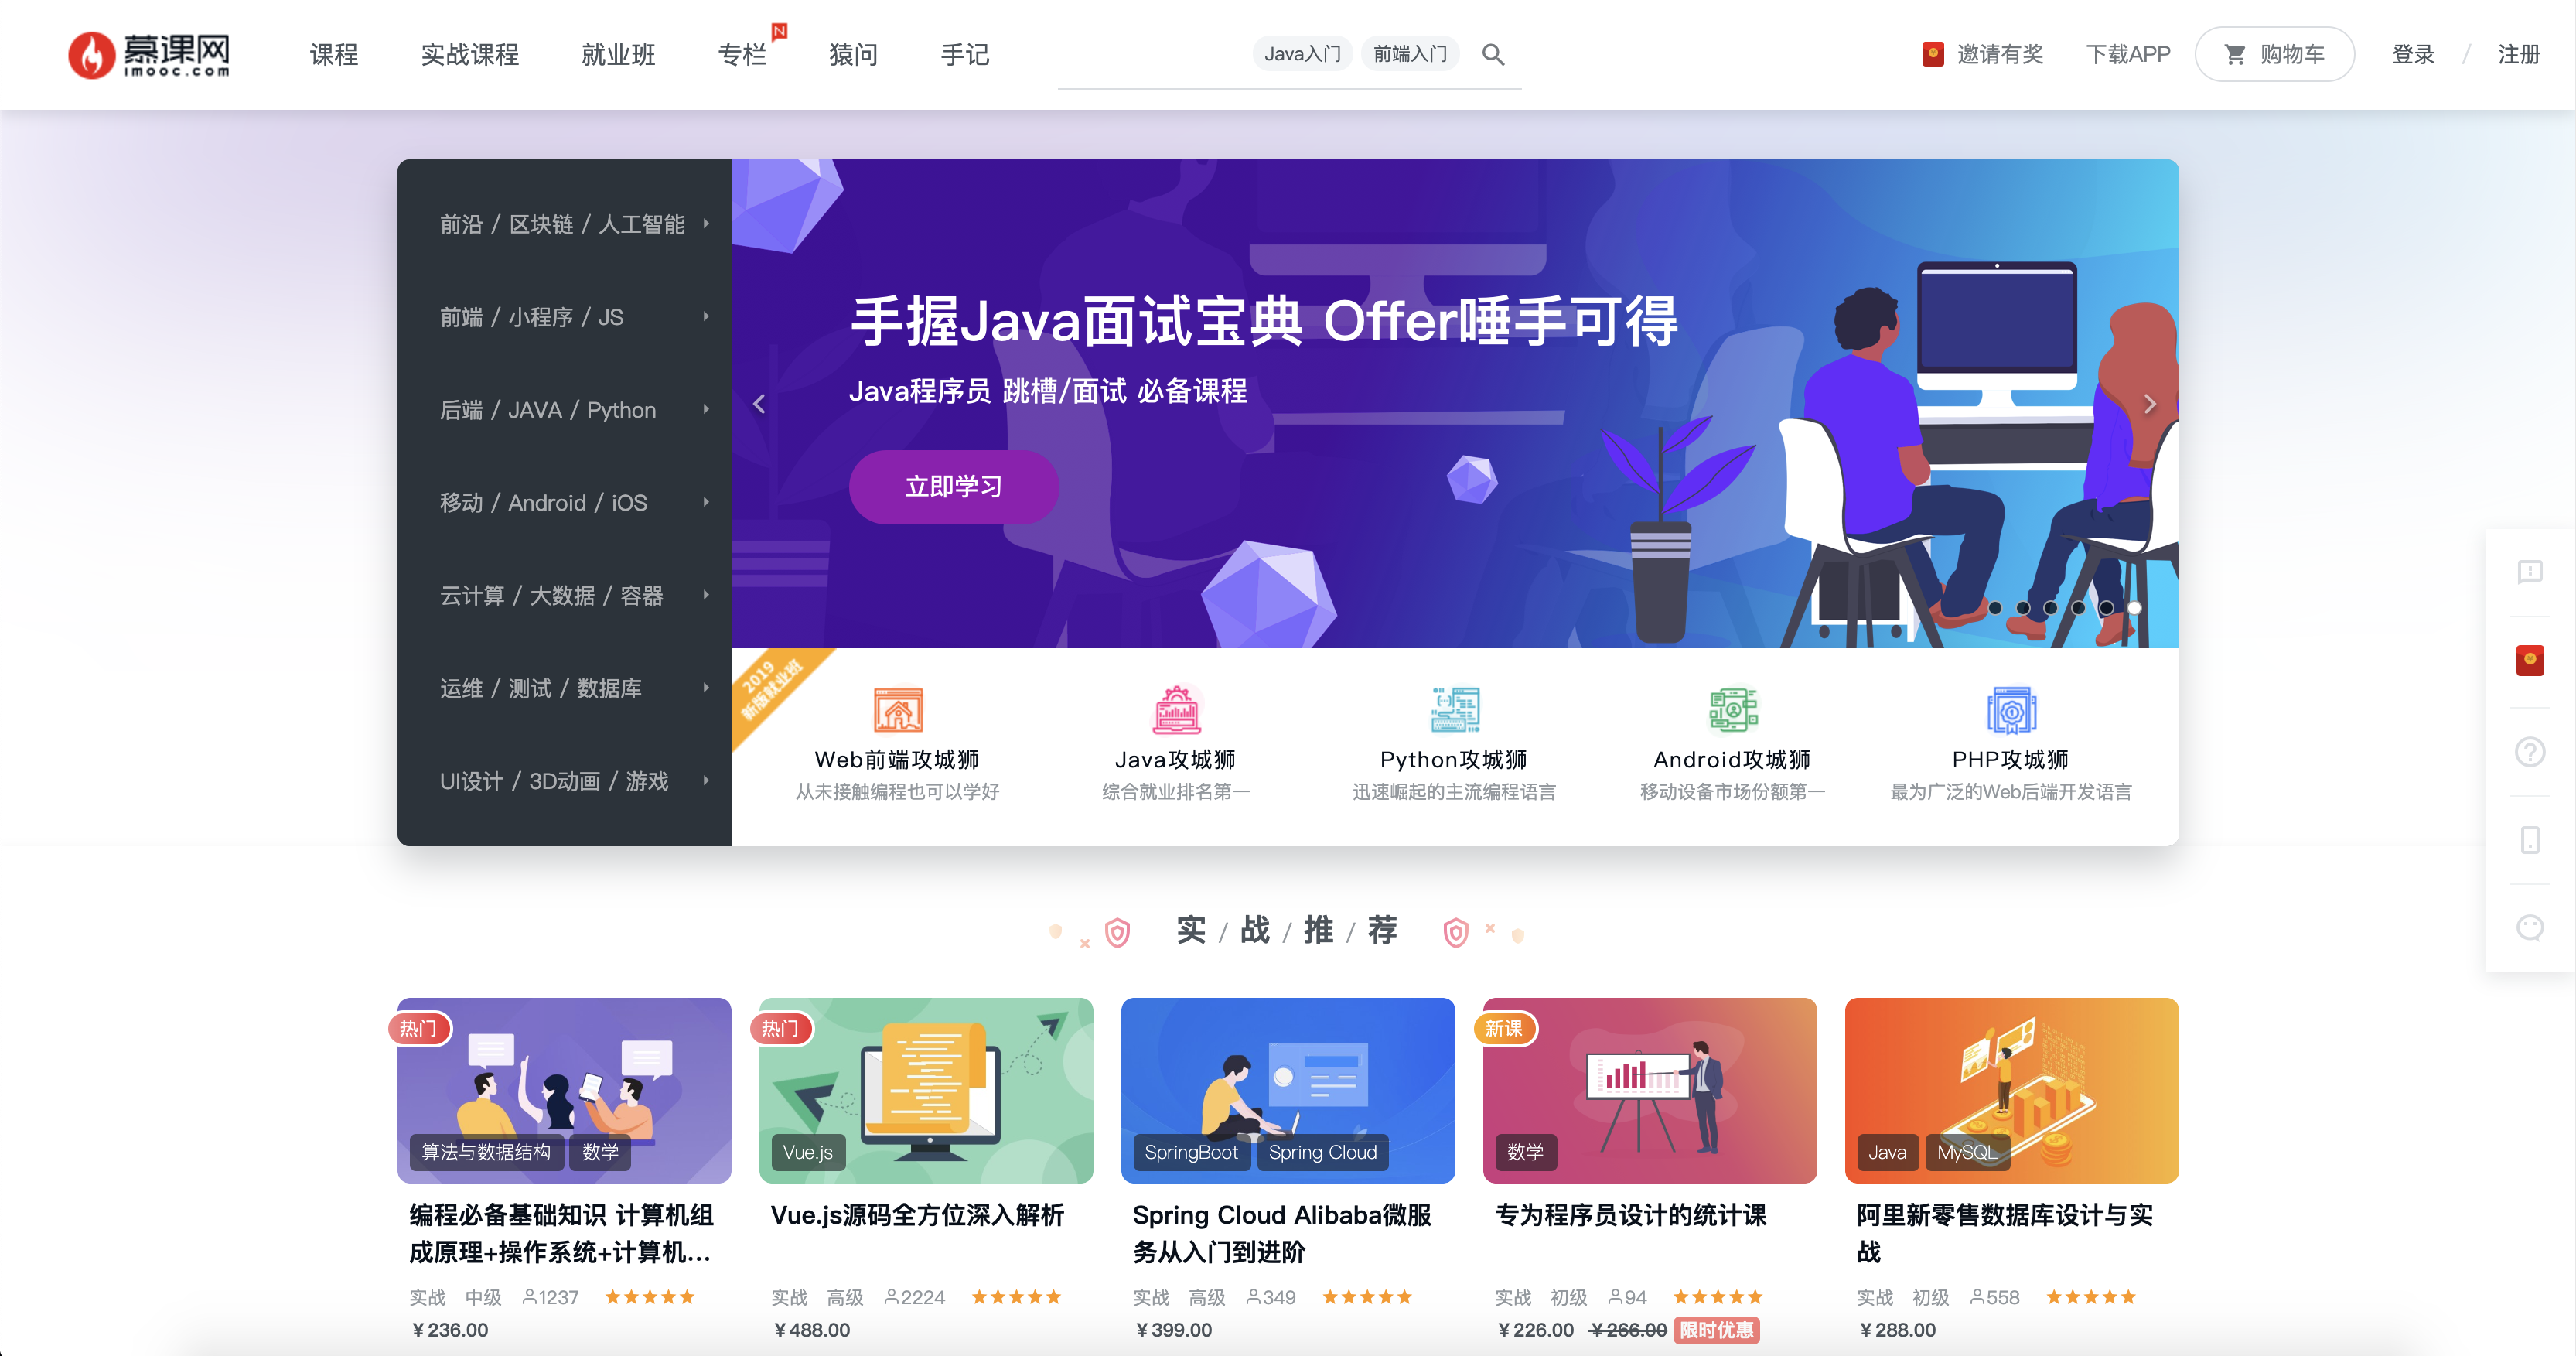 慕课网
imooc.com
课程 实战课程 就业班 专栏 N 猿问 手记
Java入门 前端入门
邀请有奖 下载APP 购物车 登录 / 注册
前沿 / 区块链 / 人工智能
前端 / 小程序 / JS
后端 / JAVA / Python
移动 / Android / iOS
云计算 / 大数据 / 容器
运维 / 测试 / 数据库
UI设计 / 3D动画 / 游戏
手握Java面试宝典 Offer唾手可得
Java程序员 跳槽/面试 必备课程
立即学习
2019
新版就业班
Web前端攻城狮
从未接触编程也可以学好
Java攻城狮
综合就业排名第一
Python攻城狮
迅速崛起的主流编程语言
Android攻城狮
移动设备市场份额第一
PHP攻城狮
最为广泛的Web后端开发语言
实 / 战 / 推 / 荐
热门
算法与数据结构 数学
编程必备基础知识 计算机组
成原理+操作系统+计算机...
实战 中级 1237
¥236.00
热门
Vue.js
Vue.js源码全方位深入解析
实战 高级 2224
¥488.00
SpringBoot Spring Cloud
Spring Cloud Alibaba微服
务从入门到进阶
实战 高级 349
¥399.00
新课
数学
专为程序员设计的统计课
实战 初级 94
¥226.00 ¥266.00 限时优惠
Java MySQL
阿里新零售数据库设计与实
战
实战 初级 558
¥288.00